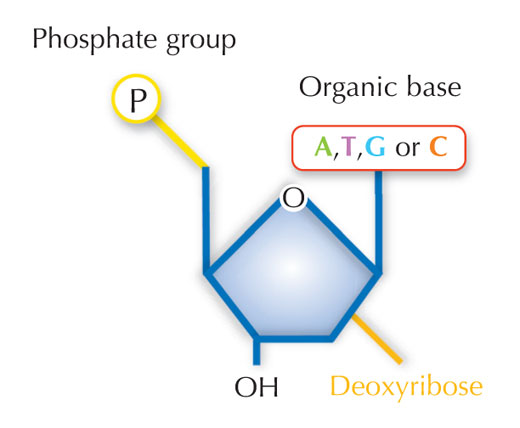 Phosphate group
P
Organic base
A,T,G or C
O
OH
Deoxyribose